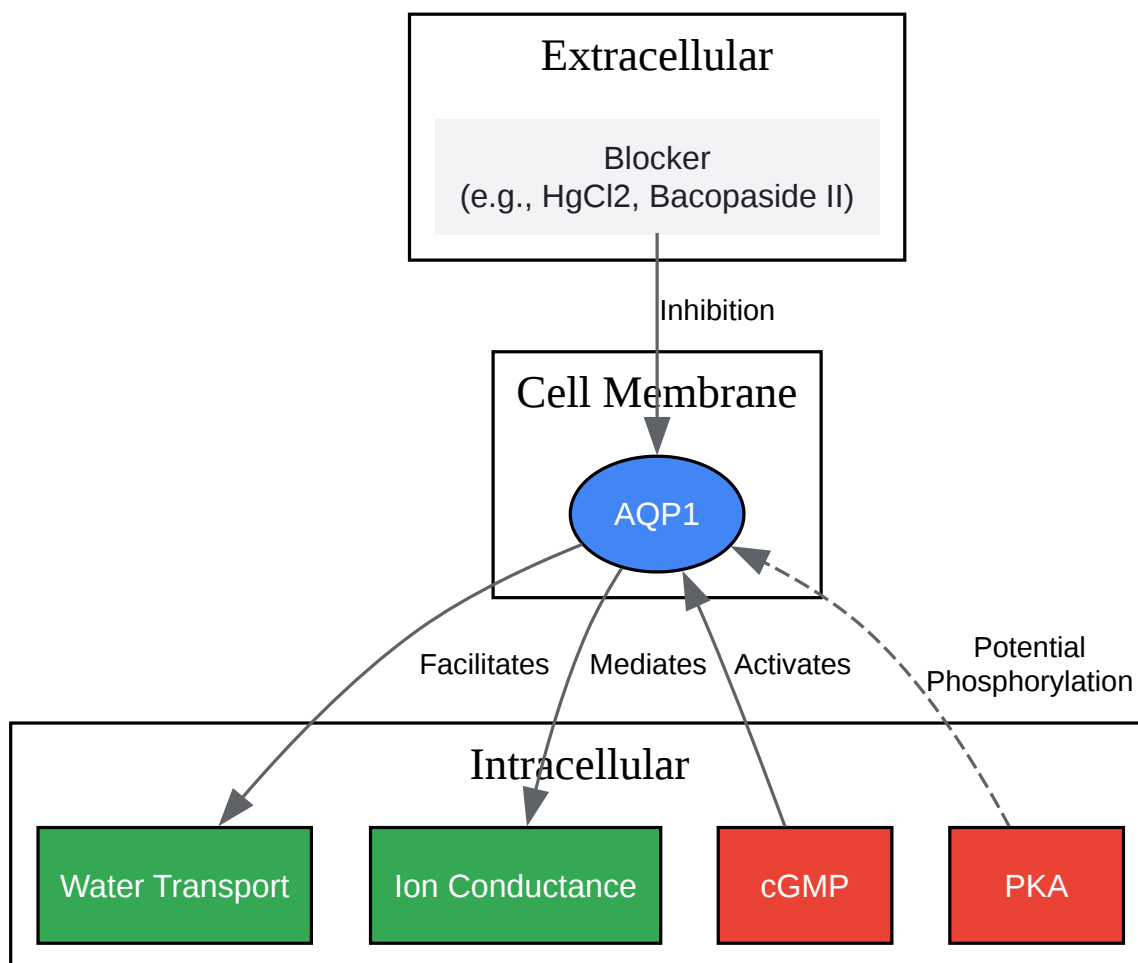 Extracellular
Blocker
(e.g., HgCl2, Bacopaside II)
Inhibition
Cell Membrane
AQP1
Facilitates
Mediates
Activates
Potential
Phosphorylation
Intracellular
Water Transport
Ion Conductance
cGMP
PKA